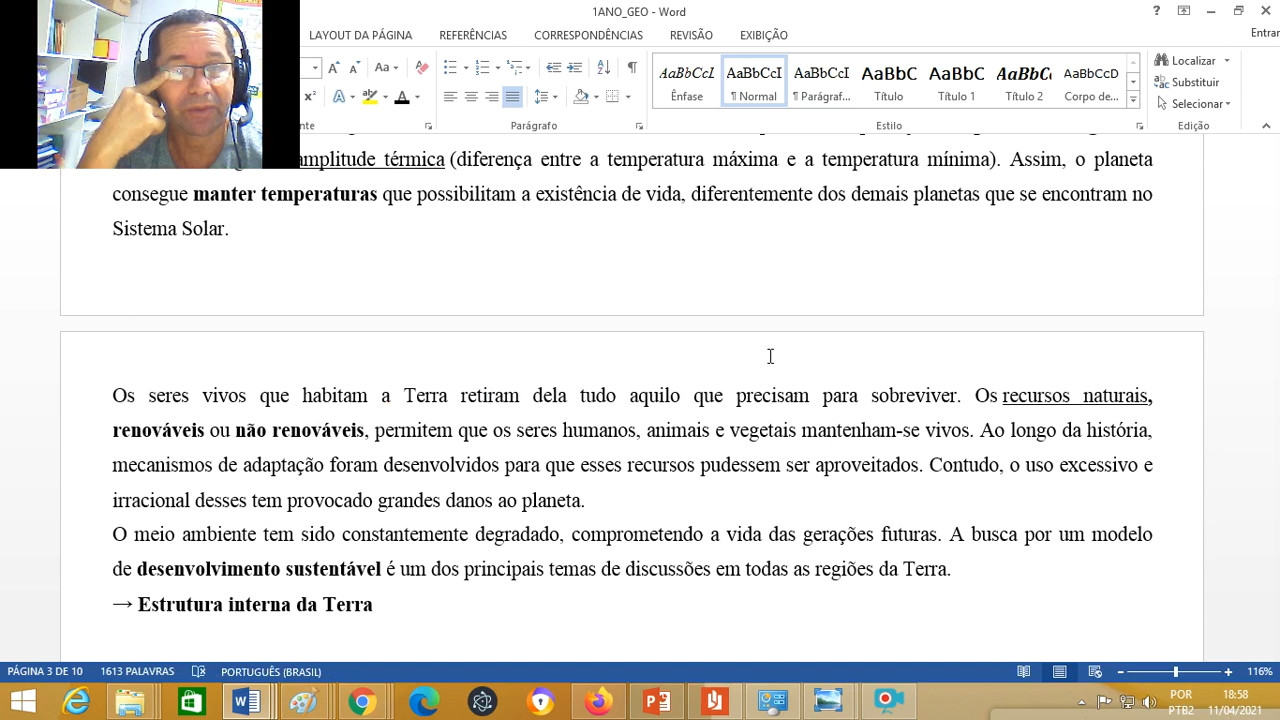 1ANO_GEO - Word
LAYOUT DA PÁGINA REFERÊNCIAS CORRESPONDÊNCIAS REVISÃO EXIBIÇÃO Entrar
AaBbCcI AaBbCcI AaBbCcI AaBbC AaBbC AaBbCc AaBbCcD
Ênfase ¶ Normal ¶ Parágraf... Título Título 1 Título 2 Corpo de...
Localizar
Substituir
Selecionar
Parágrafo Estilo Edição
amplitude térmica (diferença entre a temperatura máxima e a temperatura mínima). Assim, o planeta
consegue manter temperaturas que possibilitam a existência de vida, diferentemente dos demais planetas que se encontram no
Sistema Solar.
Os seres vivos que habitam a Terra retiram dela tudo aquilo que precisam para sobreviver. Os recursos naturais,
renováveis ou não renováveis, permitem que os seres humanos, animais e vegetais mantenham-se vivos. Ao longo da história,
mecanismos de adaptação foram desenvolvidos para que esses recursos pudessem ser aproveitados. Contudo, o uso excessivo e
irracional desses tem provocado grandes danos ao planeta.
O meio ambiente tem sido constantemente degradado, comprometendo a vida das gerações futuras. A busca por um modelo
de desenvolvimento sustentável é um dos principais temas de discussões em todas as regiões da Terra.
→ Estrutura interna da Terra
PÁGINA 3 DE 10 1613 PALAVRAS PORTUGUÊS (BRASIL) 116%
POR 18:58
PTB2 11/04/2021